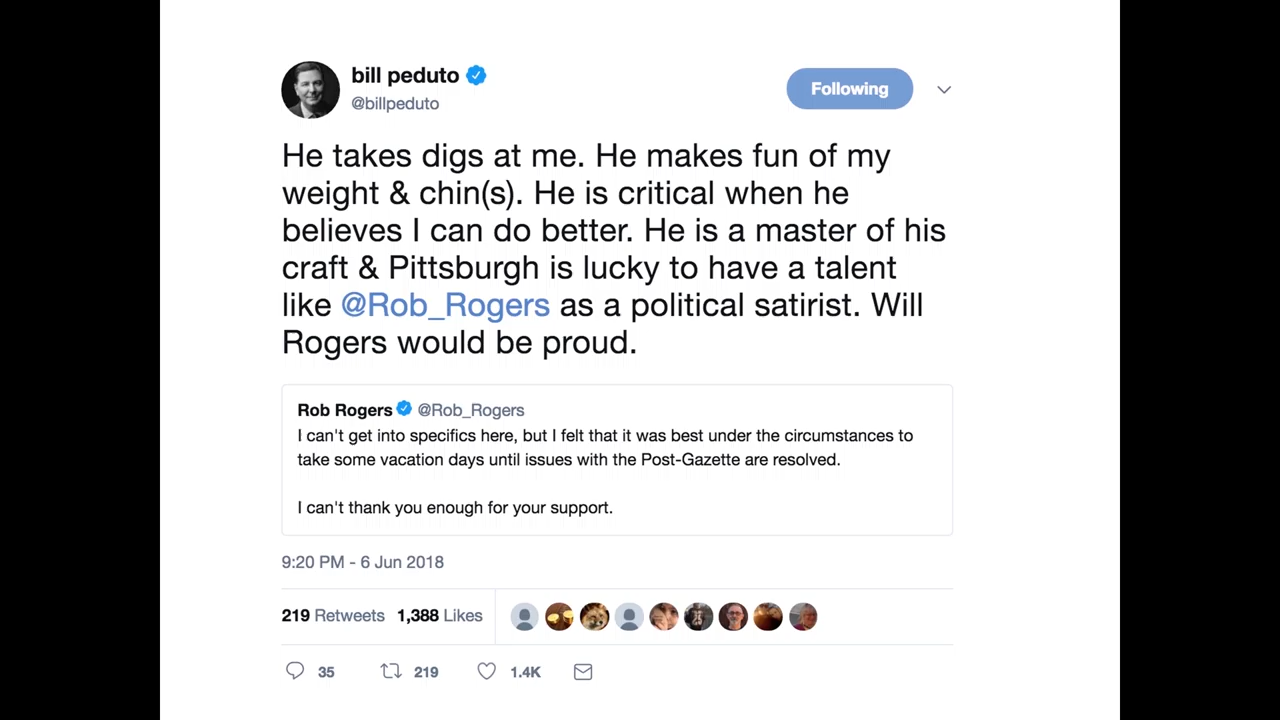 bill peduto
@billpeduto
Following
He takes digs at me. He makes fun of my
weight & chin(s). He is critical when he
believes I can do better. He is a master of his
craft & Pittsburgh is lucky to have a talent
like @Rob_Rogers as a political satirist. Will
Rogers would be proud.
Rob Rogers @Rob_Rogers
I can't get into specifics here, but I felt that it was best under the circumstances to
take some vacation days until issues with the Post-Gazette are resolved.
I can't thank you enough for your support.
9:20 PM - 6 Jun 2018
219 Retweets 1,388 Likes
35 219 1.4K